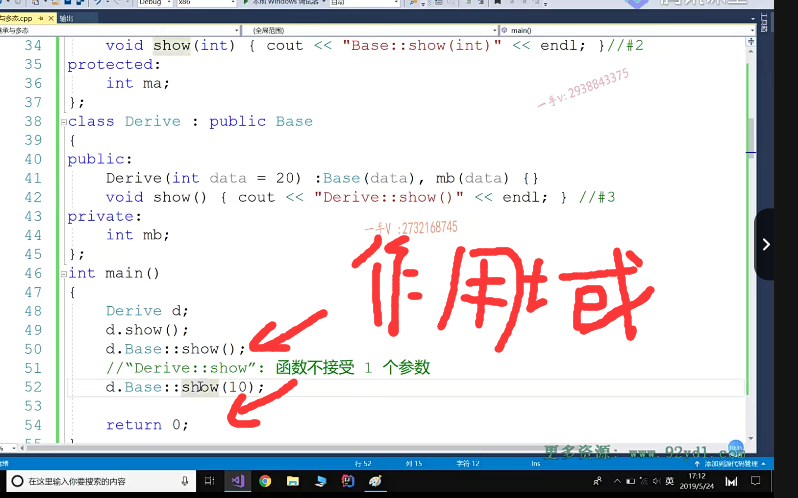 与多态.cpp 输出
Debug x86 本地 Windows 调试器 自动
继承与多态 (全局范围) main()
34 void show(int) { cout << "Base::show(int)" << endl; }//#2
35 protected:
36 int ma;
37 };
一手v: 2938843375
38 class Derive : public Base
39 {
40 public:
41 Derive(int data = 20) :Base(data), mb(data) {}
42 void show() { cout << "Derive::show()" << endl; } //#3
43 private:
44 int mb;
一手V :2732168745
45 };
46 int main()
作用域
47 {
48 Derive d;
49 d.show();
50 d.Base::show();
51 //“Derive::show”: 函数不接受 1 个参数
52 d.Base::show(10);
53
54 return 0;
55 }
更多资源: www.92xdl.com
行 52 列 15 字符 12 Ins 添加到源代码管理
在这里输入你要搜索的内容 英 17:12
2019/5/24